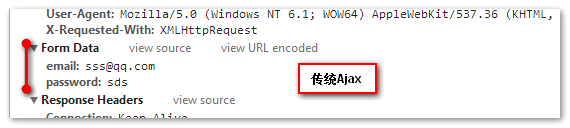 User-Agent: Mozilla/5.0 (Windows NT 6.1; WOW64) AppleWebKit/537.36 (KHTML,
X-Requested-With: XMLHttpRequest
▼ Form Data view source view URL encoded
email: sss@qq.com
password: sds
传统Ajax
▼ Response Headers view source
Connection: Keep-Alive